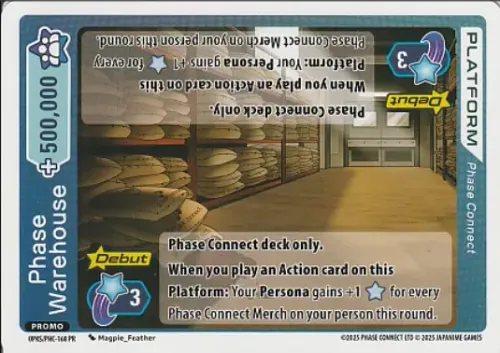 Phase Connect deck only.
When you play an Action card on this
Platform: Your Persona gains +1 for every
Phase Connect Merch on your person this round.
3
Debut
PLATFORM
Phase Connect
+ 500,000
Phase
Warehouse
Debut
3
Phase Connect deck only.
When you play an Action card on this
Platform: Your Persona gains +1 for every
Phase Connect Merch on your person this round.
PROMO
OPRS/PHC-168 PR
Magpie_Feather
©2025 PHASE CONNECT LTD © 2025 JAPANIME GAMES